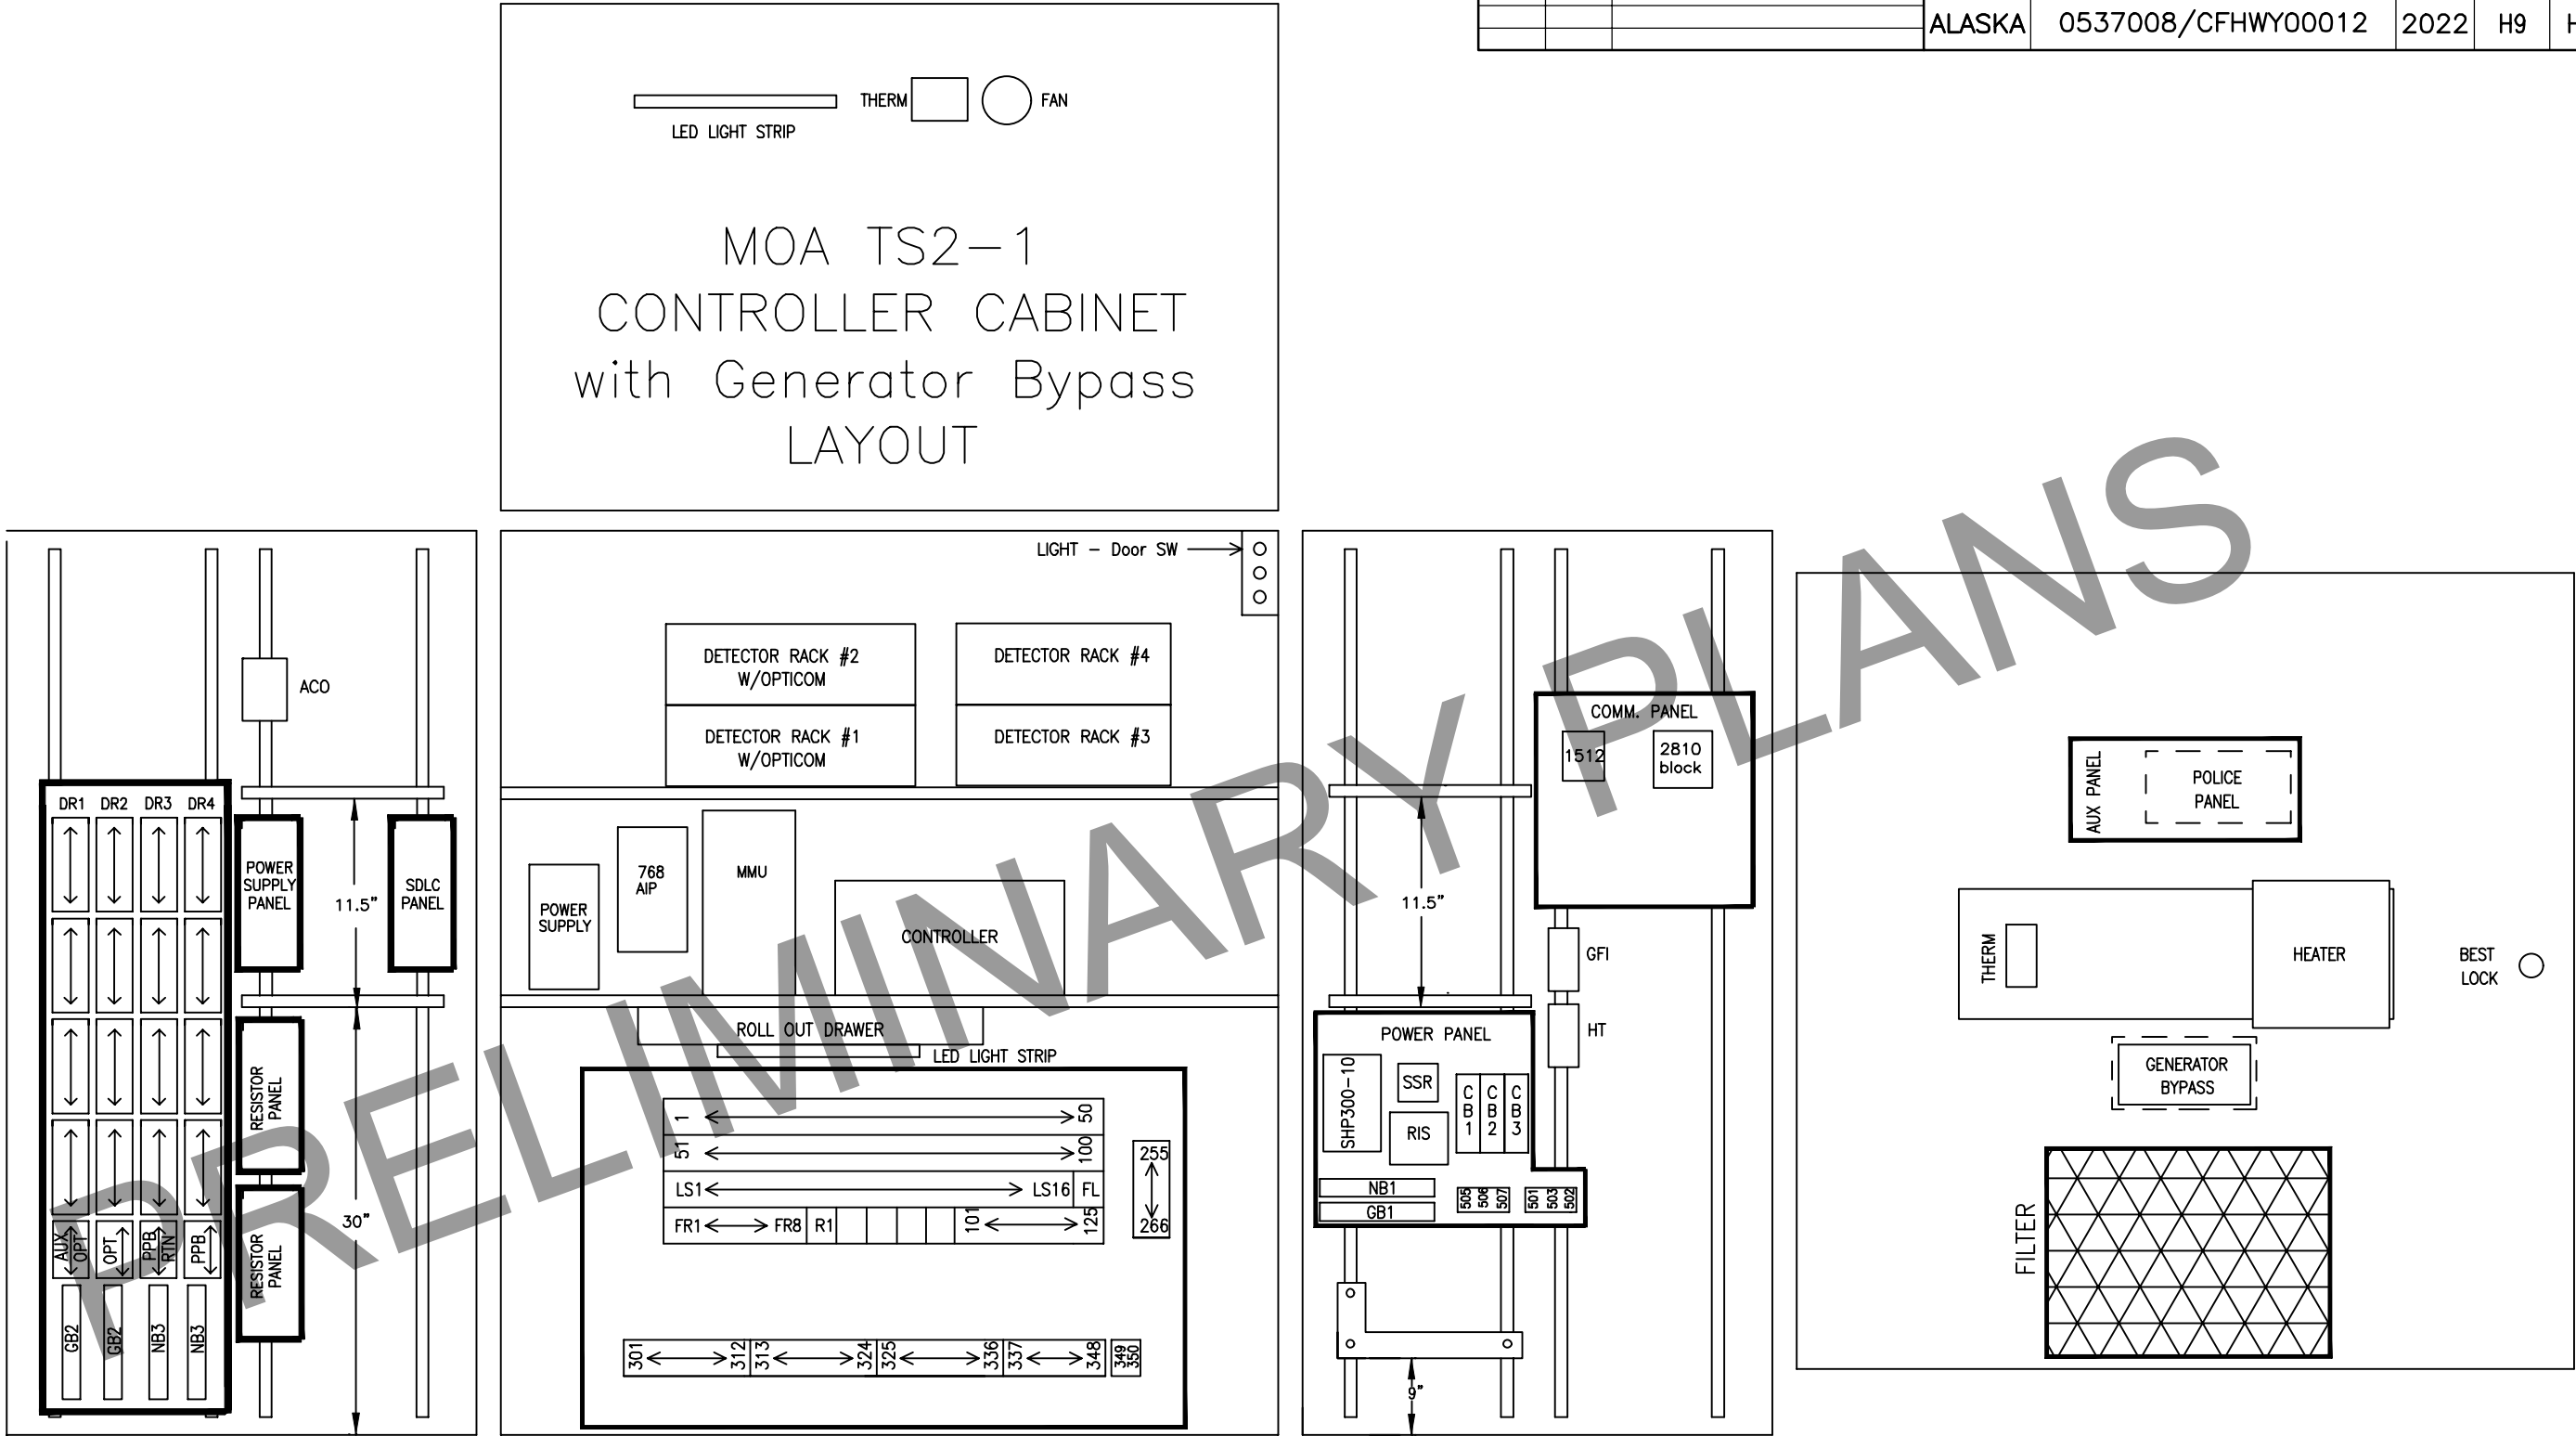 ALASKA 0537008/CFHWY00012 2022 H9
THERM
FAN
LED LIGHT STRIP
MOA TS2-1
CONTROLLER CABINET
with Generator Bypass
LAYOUT
PRELIMINARY PLANS
ACO
DR1 DR2 DR3 DR4
POWER
SUPPLY
PANEL
11.5"
SDLC
PANEL
RESISTOR
PANEL
30"
RESISTOR
PANEL
AUX
OPT
OPT
PPB
RTN
PPB
GB2
GB2
NB3
NB3
LIGHT - Door SW
DETECTOR RACK #2
W/OPTICOM
DETECTOR RACK #4
DETECTOR RACK #1
W/OPTICOM
DETECTOR RACK #3
POWER
SUPPLY
768
AIP
MMU
CONTROLLER
ROLL OUT DRAWER
LED LIGHT STRIP
1 50
51 100
LS1 LS16 FL
FR1 FR8 R1 101 125
255
266
301 312 313 324 325 336 337 348 349
350
COMM. PANEL
1512
2810
block
11.5"
GFI
HT
POWER PANEL
SHP300-10
SSR
RIS
CB1
CB2
CB3
NB1
GB1
505 506 507 501 503 502
9"
AUX PANEL
POLICE
PANEL
THERM
HEATER
BEST
LOCK
GENERATOR
BYPASS
FILTER